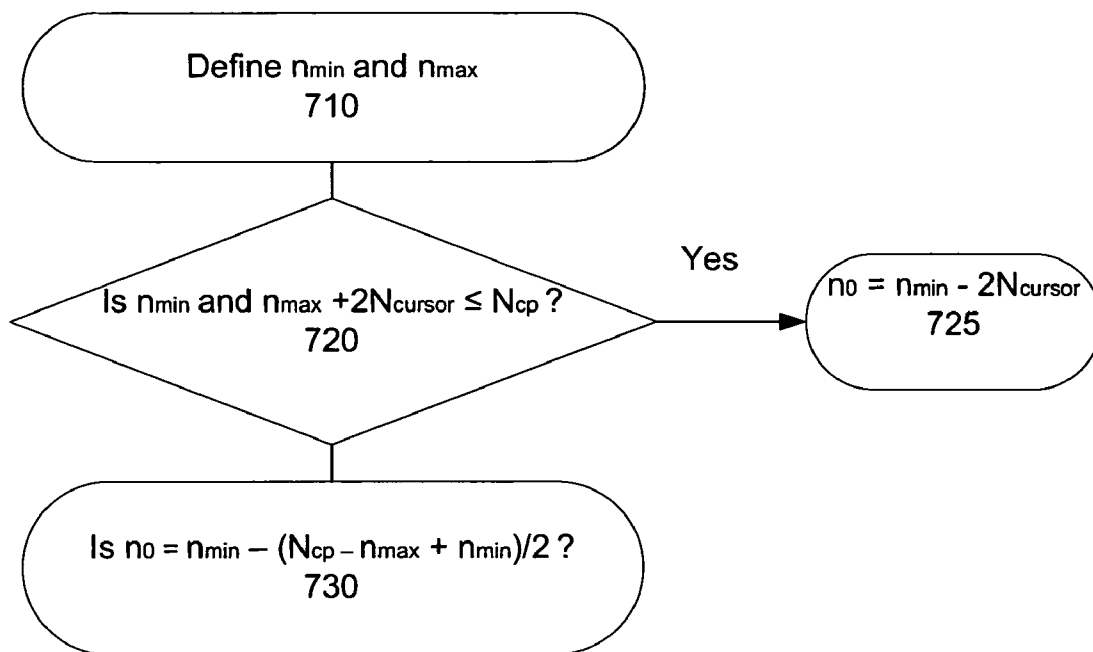 Define nmin and nmax
710
Is nmin and nmax +2Ncursor ≤ Ncp ?
720
Yes
n0 = nmin - 2Ncursor
725
Is n0 = nmin – (Ncp – nmax + nmin)/2 ?
730